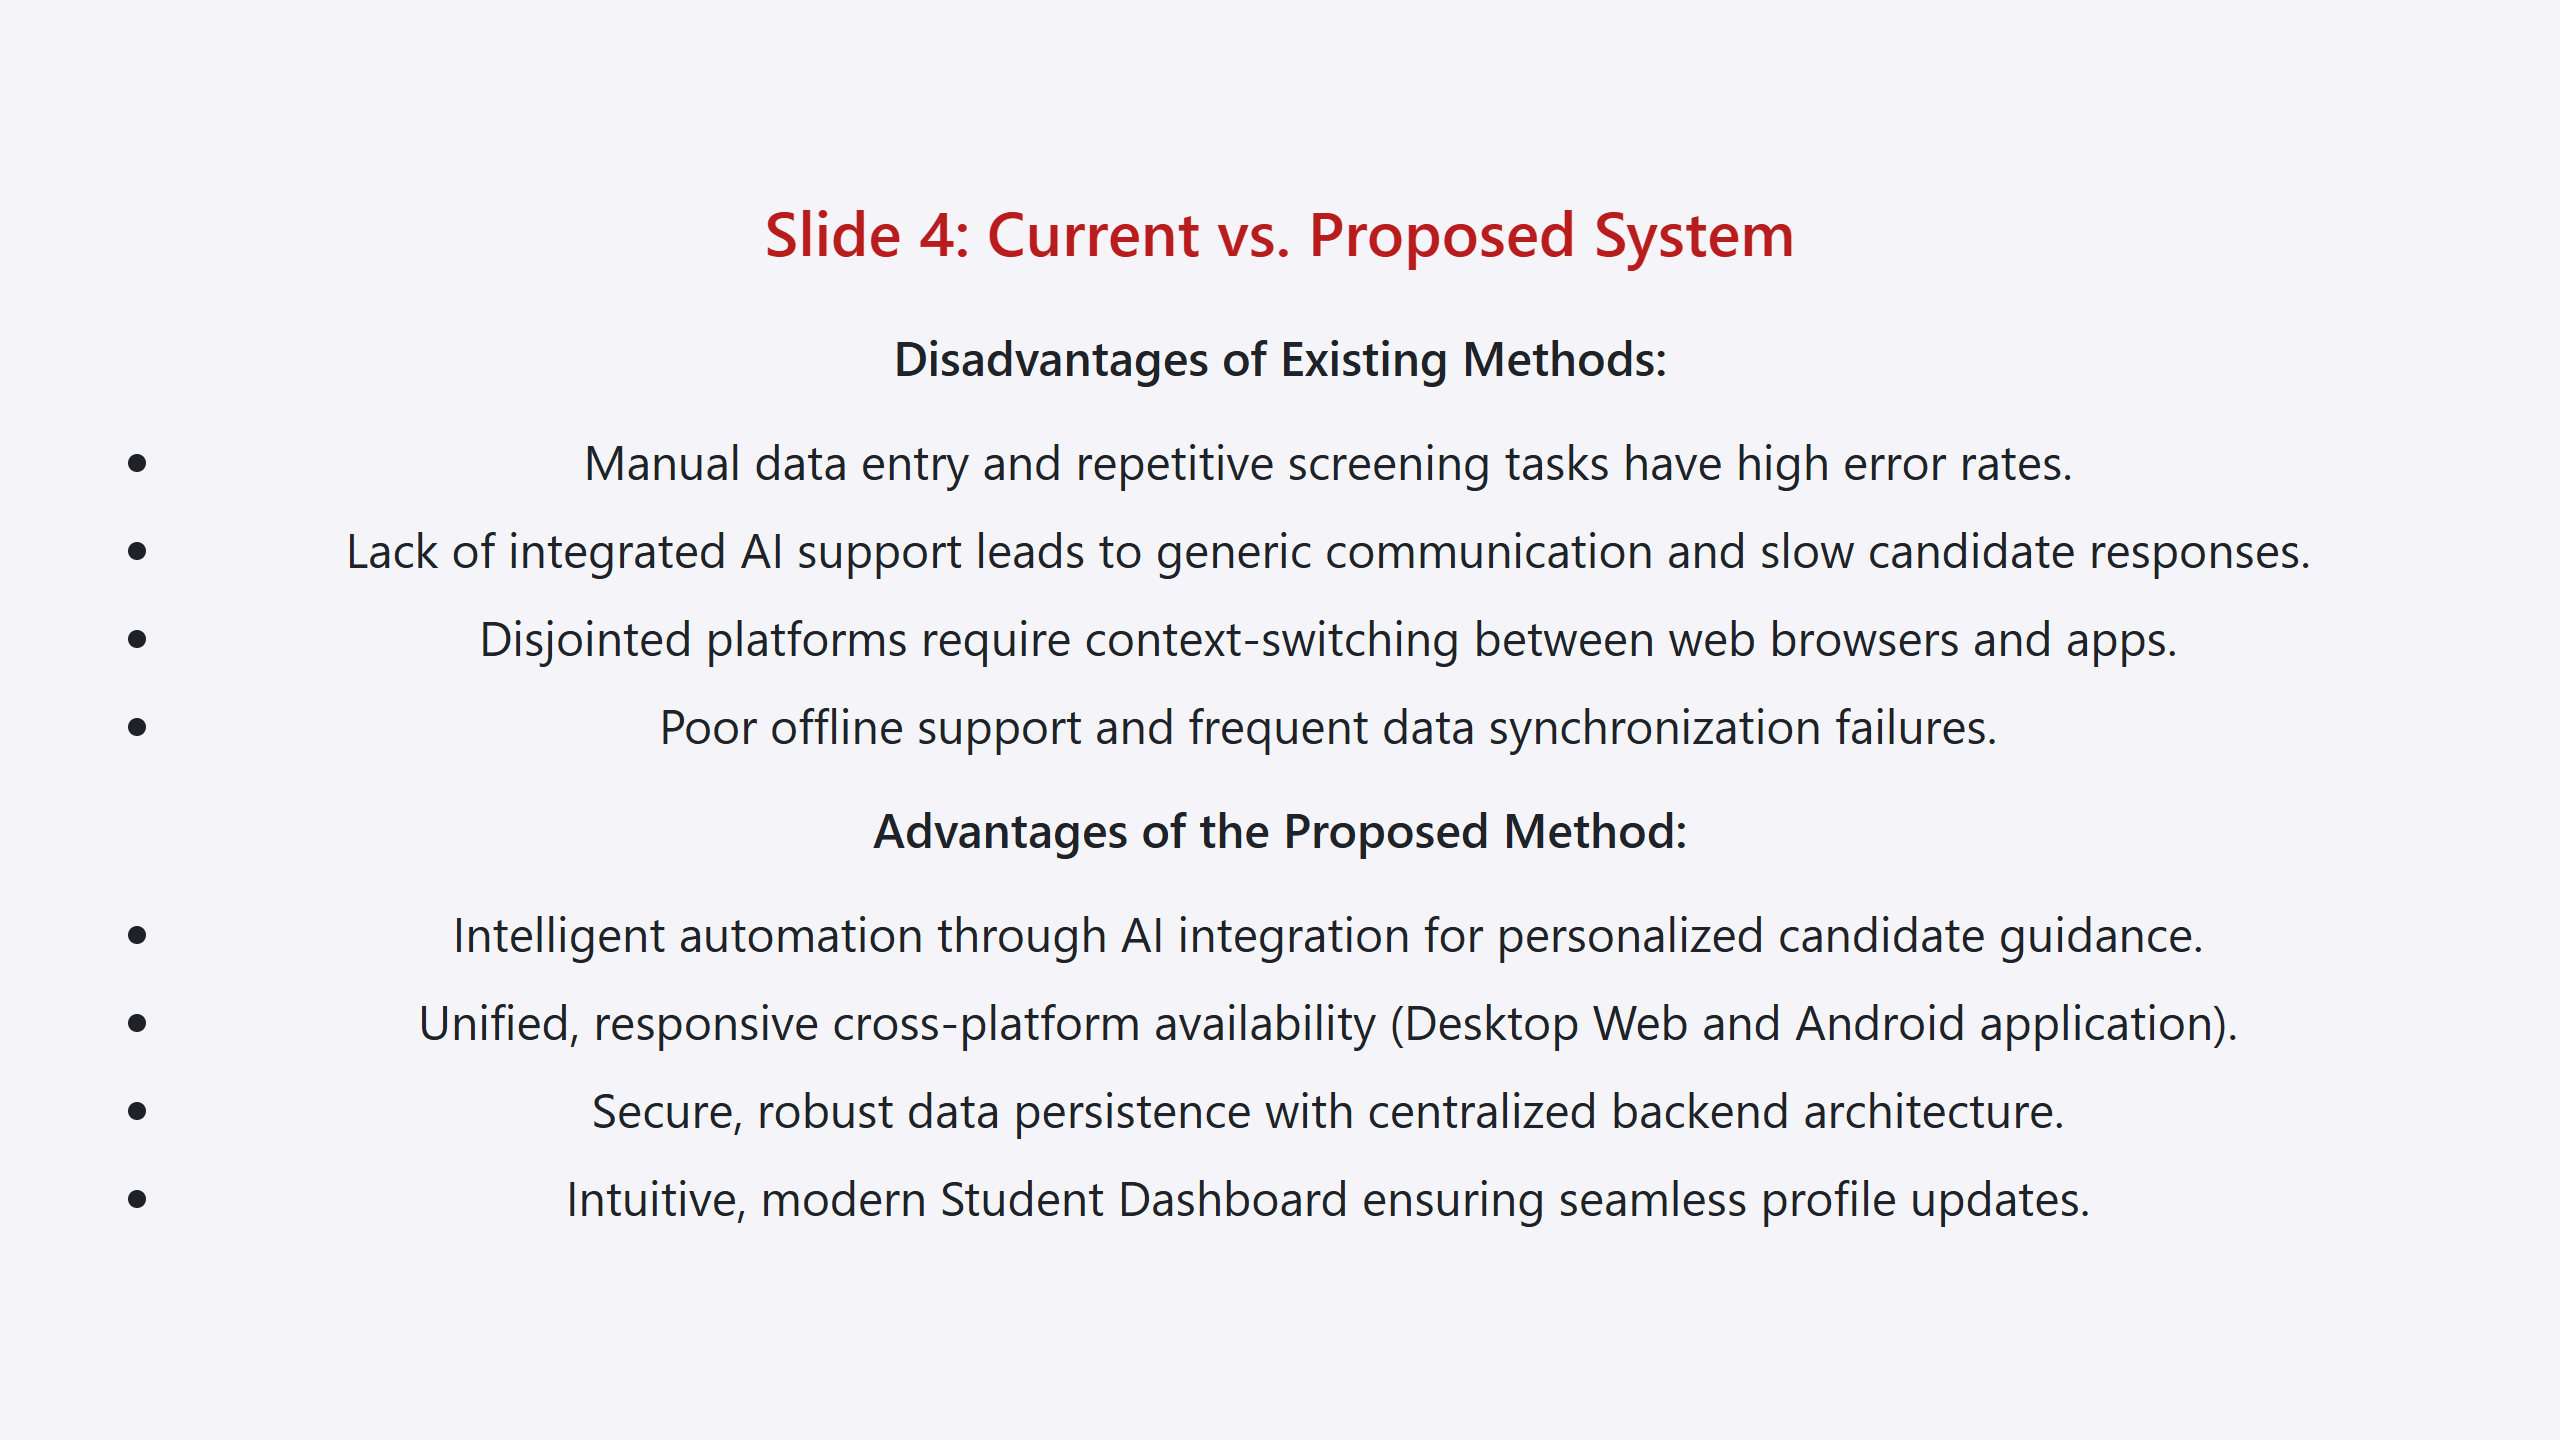 Slide 4: Current vs. Proposed System
Disadvantages of Existing Methods:
• Manual data entry and repetitive screening tasks have high error rates.
• Lack of integrated AI support leads to generic communication and slow candidate responses.
• Disjointed platforms require context-switching between web browsers and apps.
• Poor offline support and frequent data synchronization failures.
Advantages of the Proposed Method:
• Intelligent automation through AI integration for personalized candidate guidance.
• Unified, responsive cross-platform availability (Desktop Web and Android application).
• Secure, robust data persistence with centralized backend architecture.
• Intuitive, modern Student Dashboard ensuring seamless profile updates.